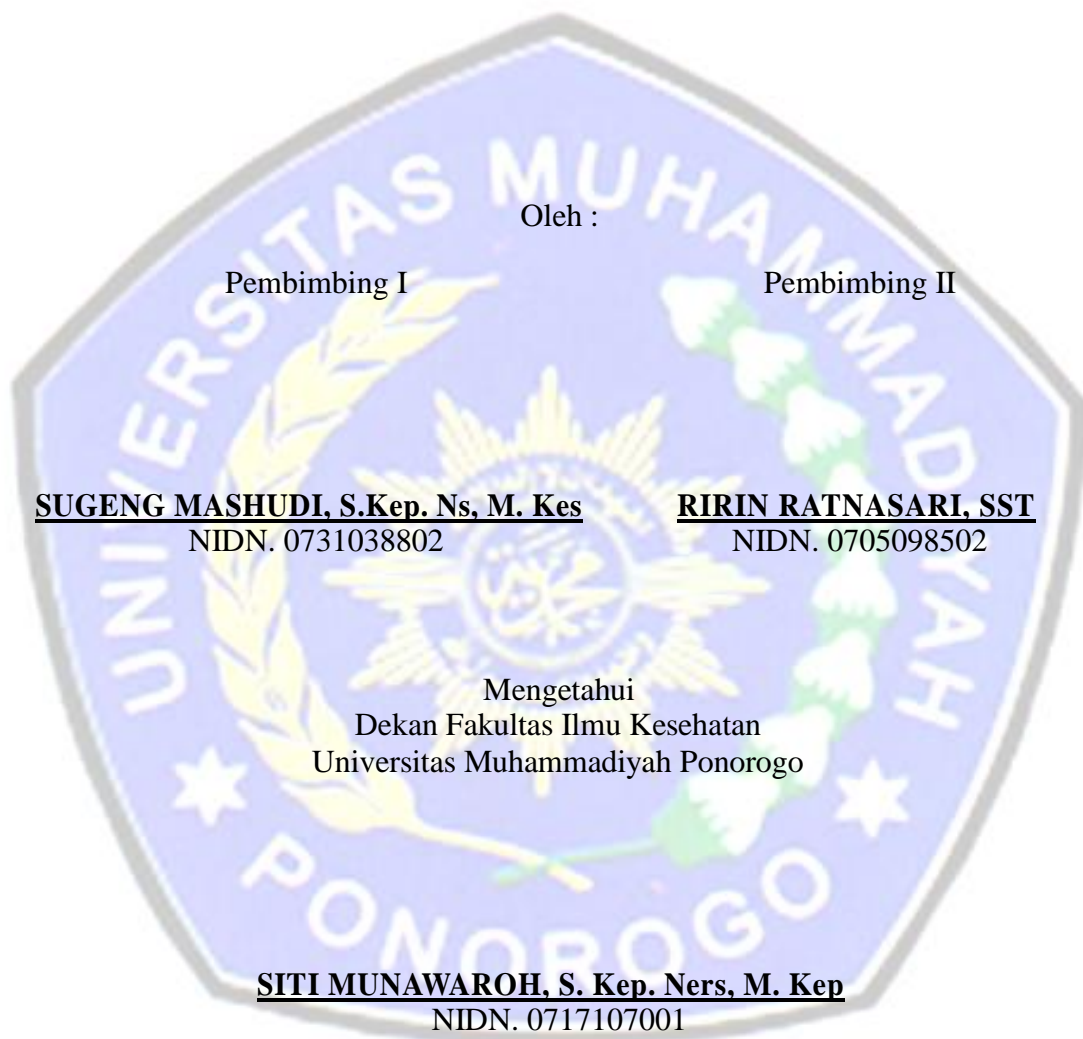 Oleh :
Pembimbing I
Pembimbing II
SUGENG MASHUDI, S.Kep. Ns, M. Kes
NIDN. 0731038802
RIRIN RATNASARI, SST
NIDN. 0705098502
Mengetahui
Dekan Fakultas Ilmu Kesehatan
Universitas Muhammadiyah Ponorogo
SITI MUNAWAROH, S. Kep. Ners, M. Kep
NIDN. 0717107001
UNIVERSITAS MUHAMMADIYAH
PONOROGO